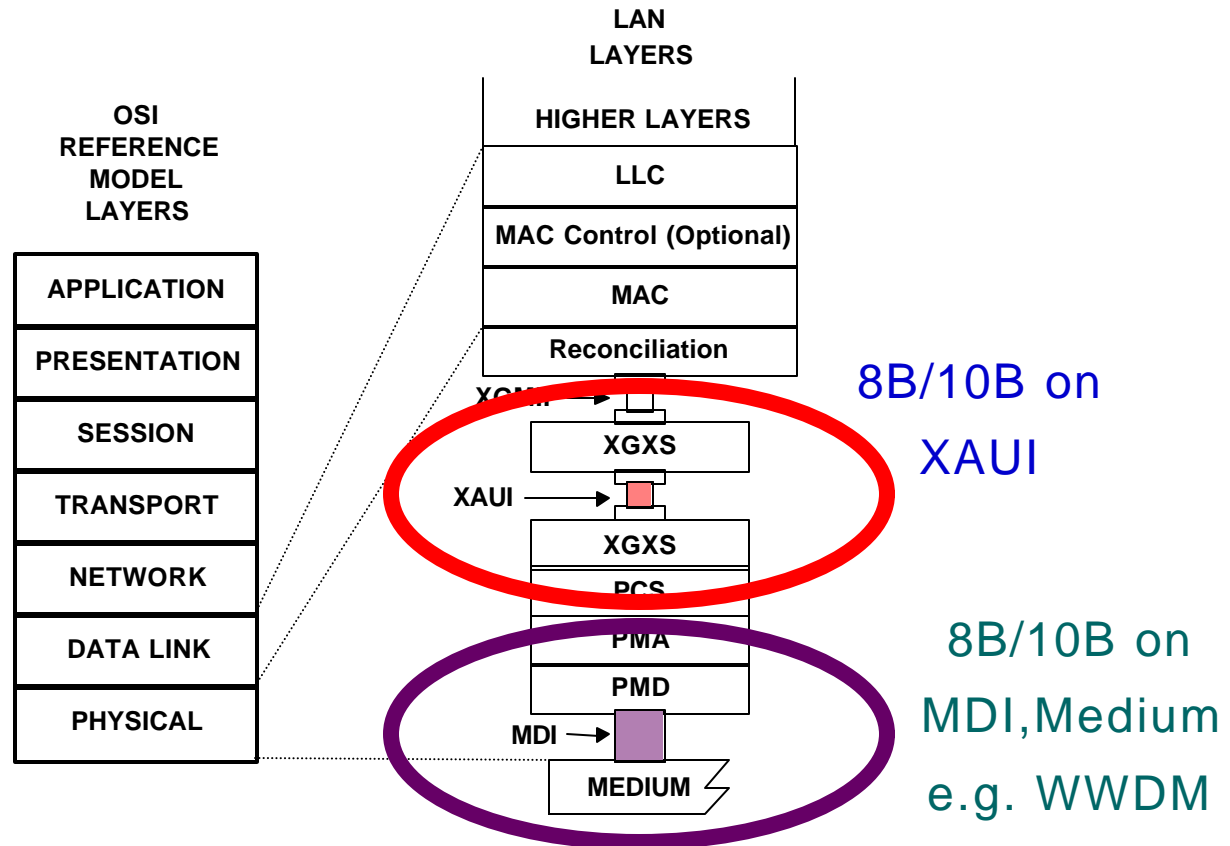 LAN
LAYERS
OSI
REFERENCE
MODEL
LAYERS
HIGHER LAYERS
LLC
MAC Control (Optional)
MAC
Reconciliation
APPLICATION
PRESENTATION
SESSION
TRANSPORT
NETWORK
DATA LINK
PHYSICAL
XGMII
XGXS
XAUI
XGXS
PCS
PMA
PMD
MDI
MEDIUM
8B/10B on
XAUI
8B/10B on
MDI,Medium
e.g. WWDM